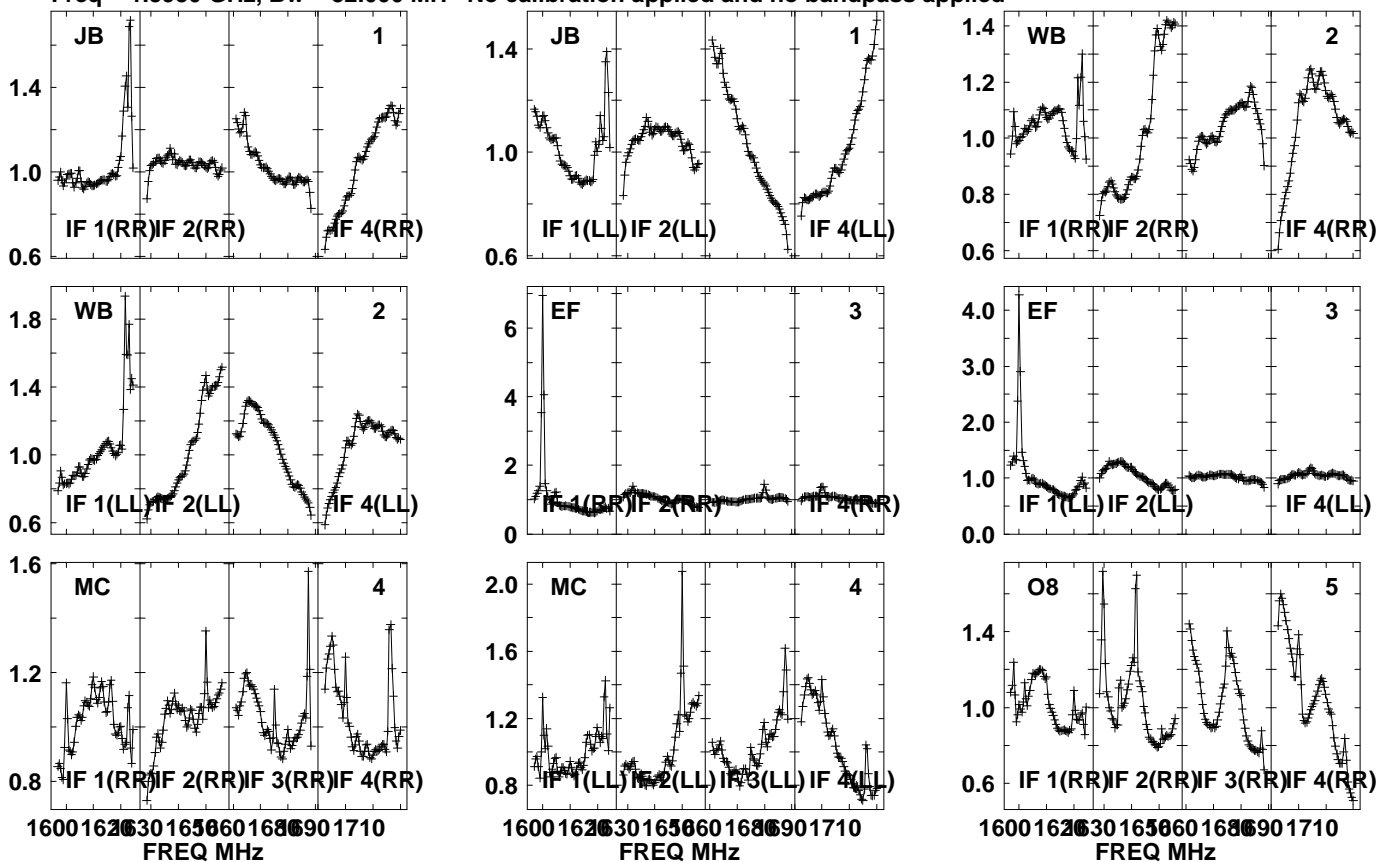 No calibration applied and no bandpass applied
JB 1
1.4
1.0
0.6
IF 1(RR) IF 2(RR) IF 4(RR)
JB 1
1.4
1.0
0.6
IF 1(LL) IF 2(LL) IF 4(LL)
WB 2
1.4
1.2
1.0
0.8
0.6
IF 1(RR) IF 2(RR) IF 4(RR)
WB 2
1.8
1.4
1.0
0.6
IF 1(LL) IF 2(LL) IF 4(LL)
EF 3
6
4
2
0
IF 1(RR) IF 2(RR) IF 4(RR)
EF 3
4.0
3.0
2.0
1.0
0.0
IF 1(LL) IF 2(LL) IF 4(LL)
MC 4
1.6
1.2
0.8
IF 1(RR) IF 2(RR) IF 3(RR) IF 4(RR)
1600 1620 1630 1650 1660 1680 1690 1710
FREQ MHz
MC 4
2.0
1.6
1.2
0.8
IF 1(LL) IF 2(LL) IF 3(LL) IF 4(LL)
1600 1620 1630 1650 1660 1680 1690 1710
FREQ MHz
O8 5
1.4
1.0
0.6
IF 1(RR) IF 2(RR) IF 3(RR) IF 4(RR)
1600 1620 1630 1650 1660 1680 1690 1710
FREQ MHz